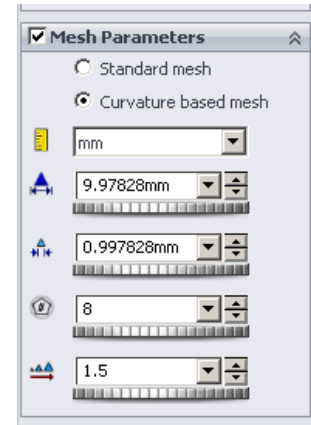 Mesh Parameters
Standard mesh
Curvature based mesh
mm
9.97828mm
0.997828mm
8
1.5